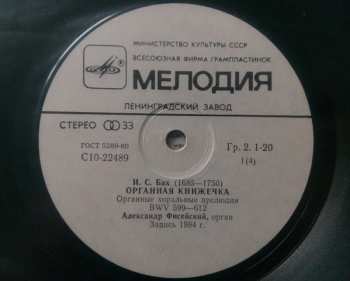 МИНИСТЕРСТВО КУЛЬТУРЫ СССР
ВСЕСОЮЗНАЯ ФИРМА ГРАМПЛАСТИНОК
МЕЛОДИЯ
ЛЕНИНГРАДСКИЙ ЗАВОД
СТЕРЕО 33
ГОСТ 5289-80
С10-22489
Гр. 2. 1-20
1(4)
И. С. Бах (1685—1750)
ОРГАННАЯ КНИЖЕЧКА
Органные хоральные прелюдии
BWV 599—612
Александр Фисейский, орган
Запись 1984 г.